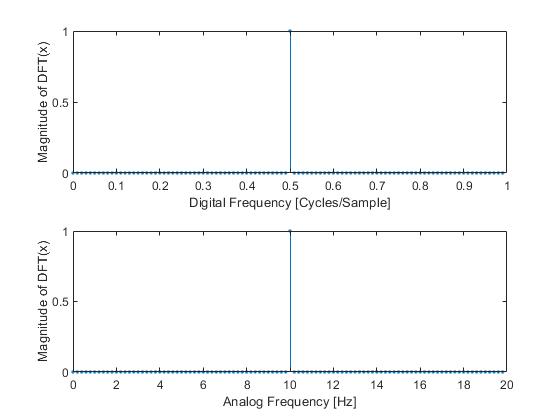 Magnitude of DFT(x)
1
0.5
0
0 0.1 0.2 0.3 0.4 0.5 0.6 0.7 0.8 0.9 1
Digital Frequency [Cycles/Sample]
Magnitude of DFT(x)
1
0.5
0
0 2 4 6 8 10 12 14 16 18 20
Analog Frequency [Hz]